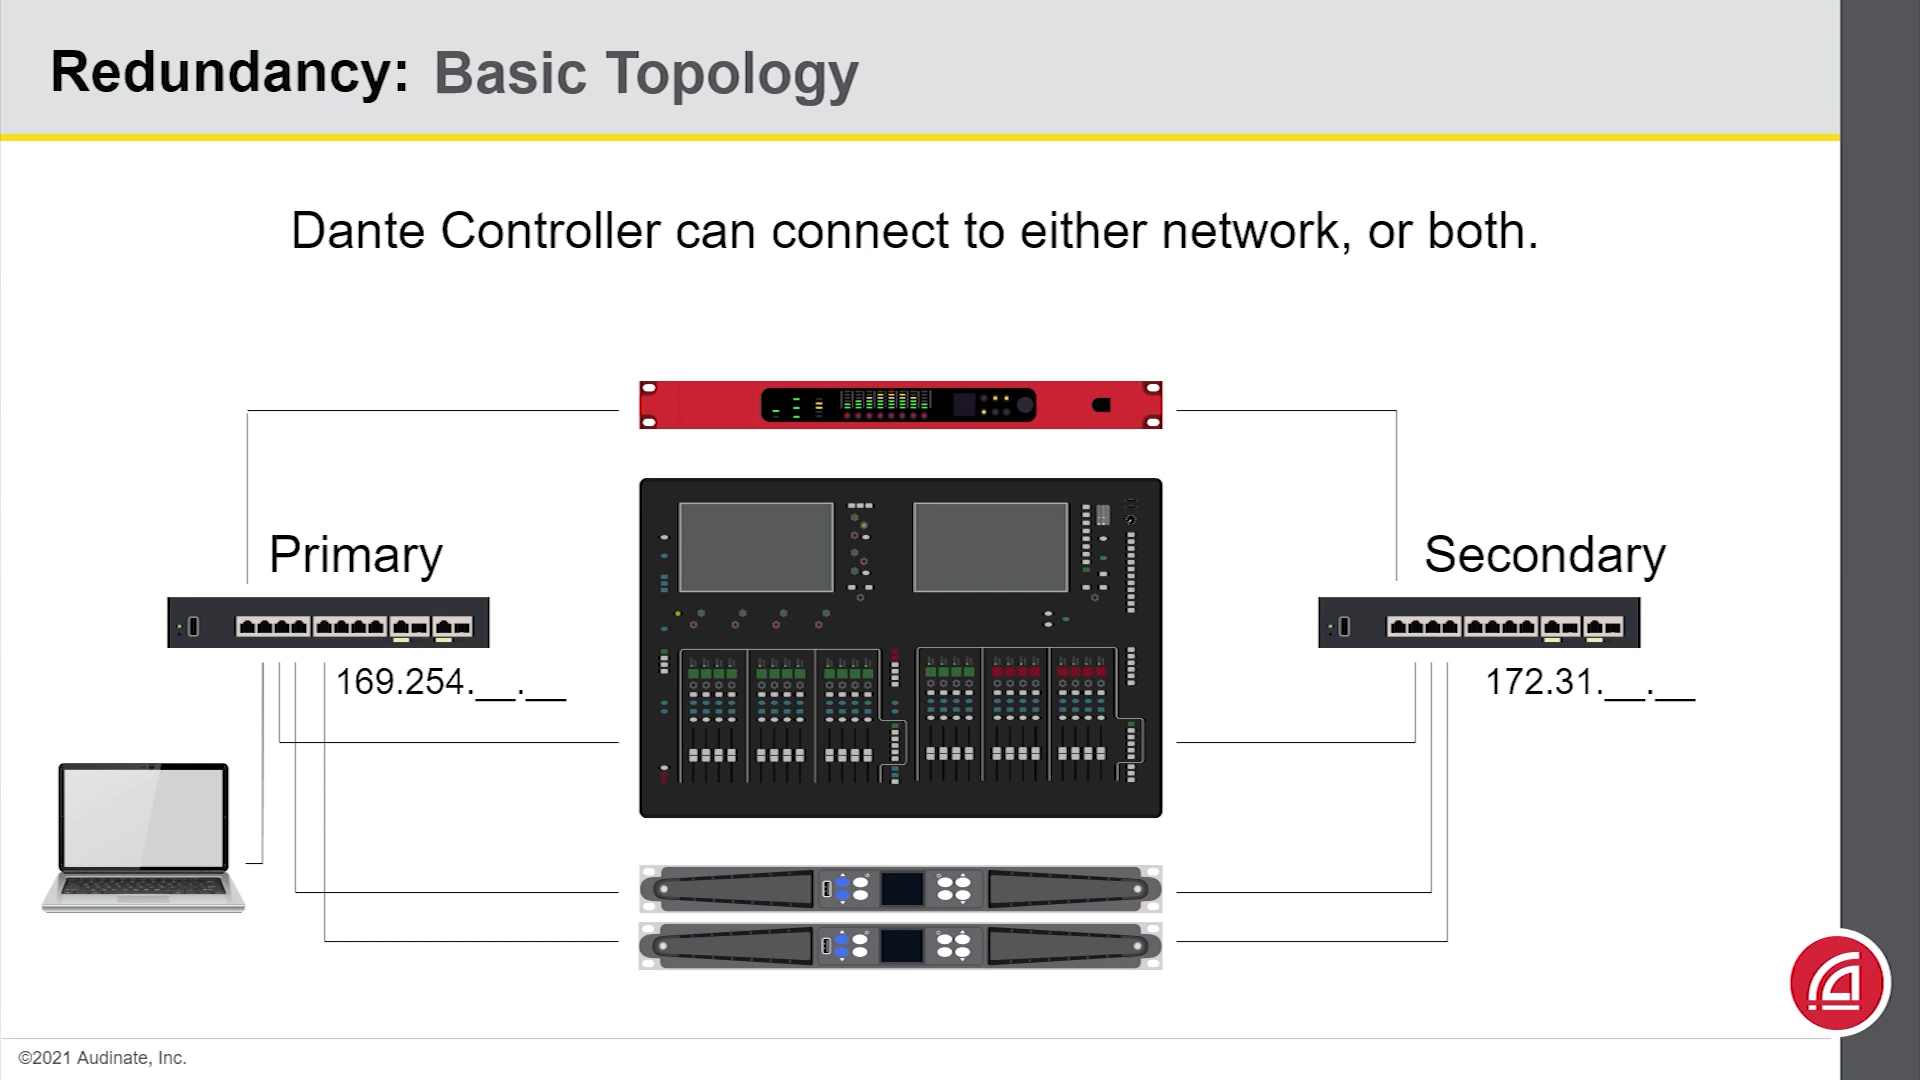 Redundancy: Basic Topology
Dante Controller can connect to either network, or both.
Primary
Secondary
169.254.__.__
172.31.__.__
©2021 Audinate, Inc.